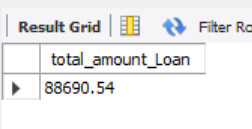 Result Grid Filter Ro
total_amount_Loan
88690.54